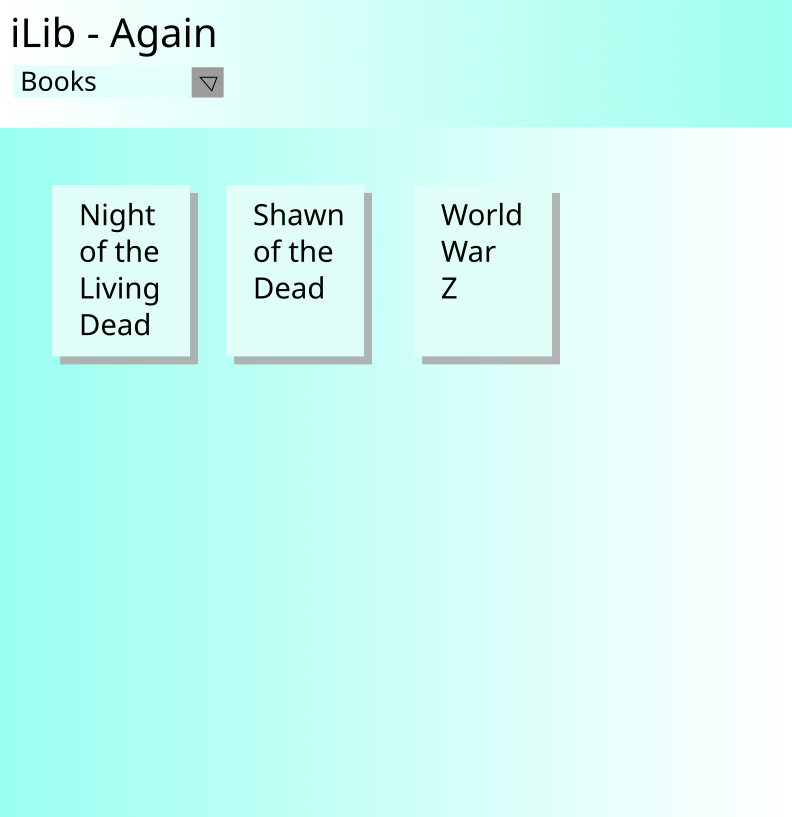 iLib - Again
Books
Night
of the
Living
Dead
Shawn
of the
Dead
World
War
Z